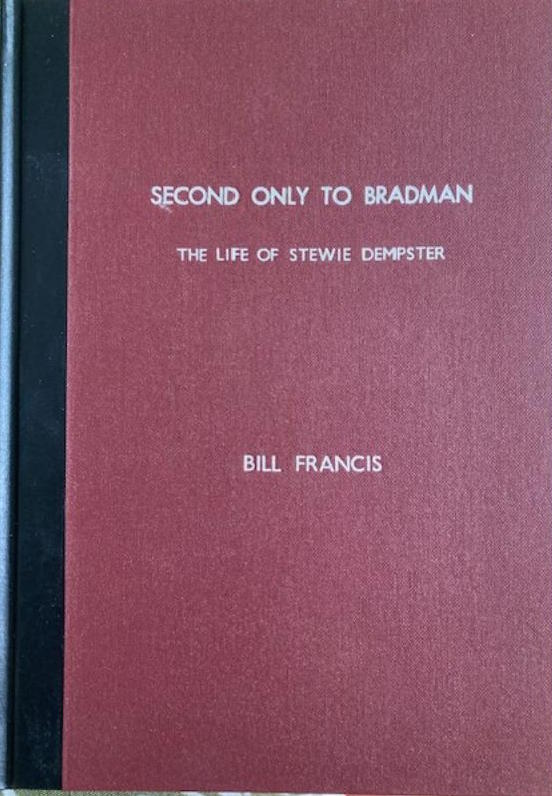 SECOND ONLY TO BRADMAN
THE LIFE OF STEWIE DEMPSTER
BILL FRANCIS